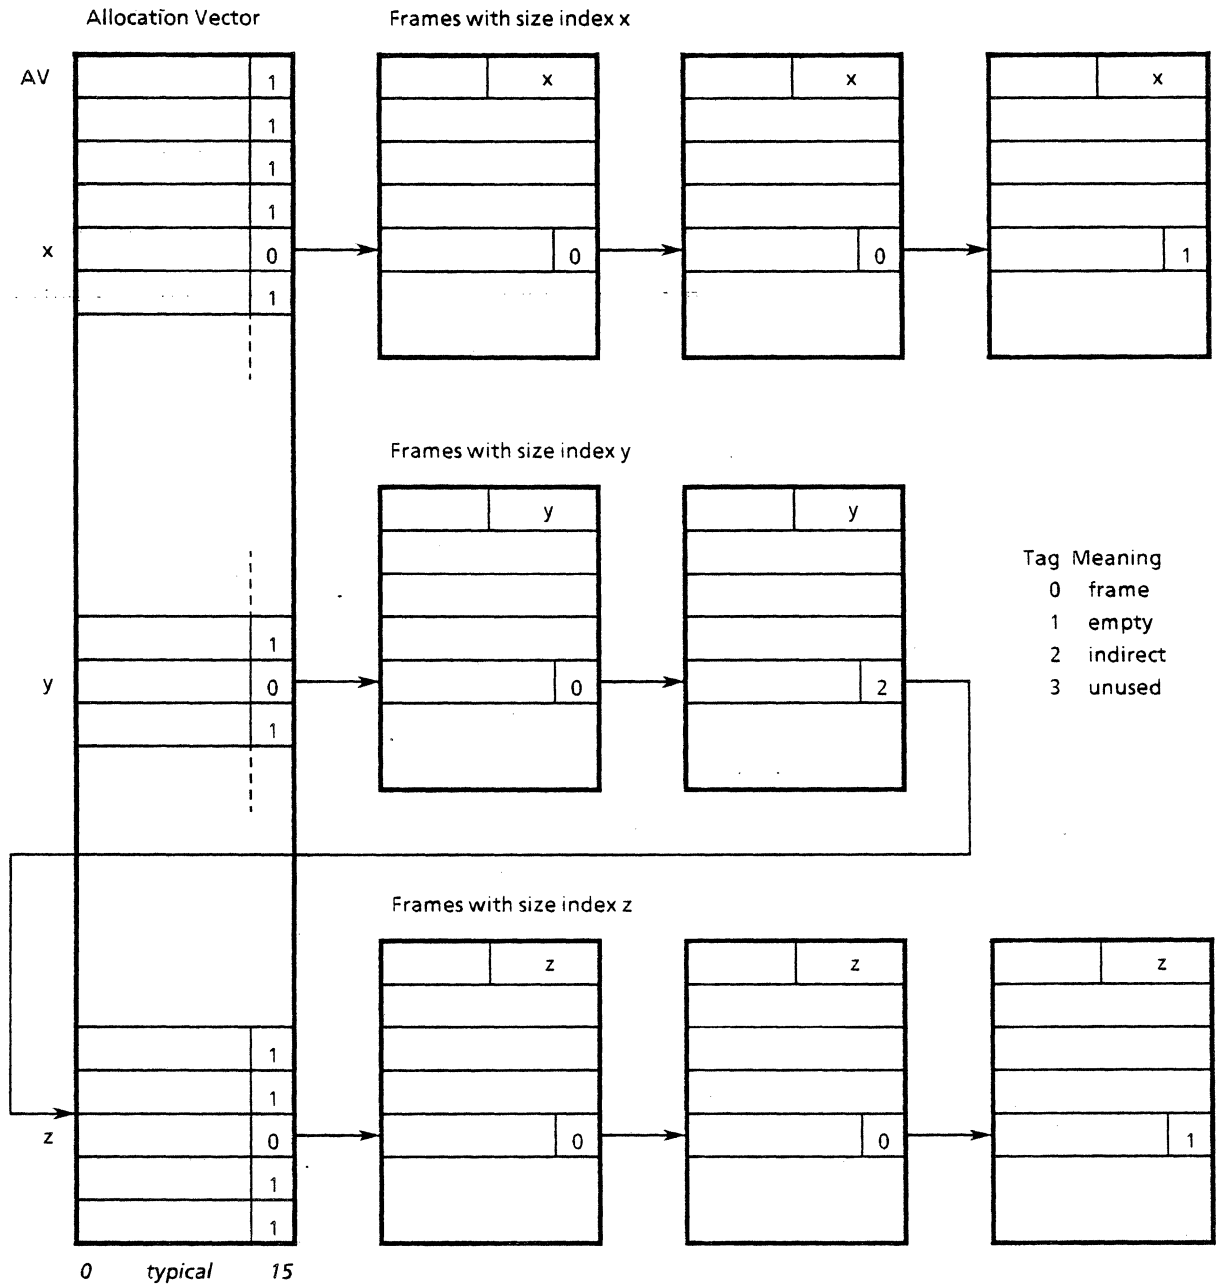 Allocation Vector
Frames with size index x
AV
1
x
x
x
1
1
1
x
0
0
0
1
1
Frames with size index y
y
y
Tag Meaning
0 frame
1 empty
2 indirect
3 unused
1
y
0
0
2
1
Frames with size index z
z
z
z
1
1
z
0
0
0
1
1
1
0 typical 15